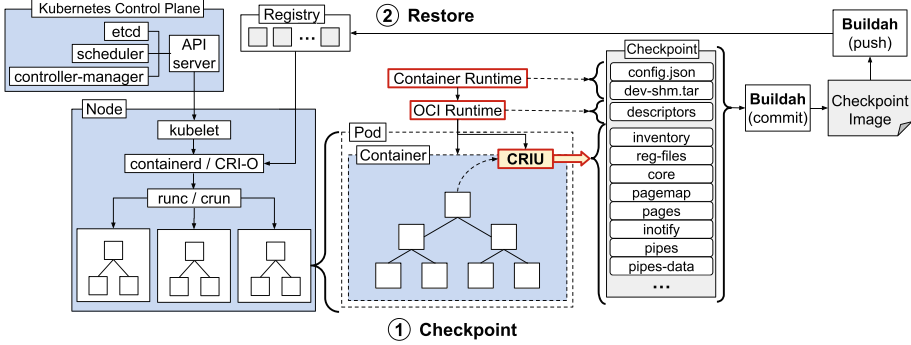 Kubernetes Control Plane
etcd
scheduler
controller-manager
API
server
Registry
...
② Restore
Buildah
(push)
Node
kubelet
containerd / CRI-O
runc / crun
Container Runtime
OCI Runtime
Pod
Container
CRIU
Checkpoint
config.json
dev-shm.tar
descriptors
inventory
reg-files
core
pagemap
pages
inotify
pipes
pipes-data
...
Buildah
(commit)
Checkpoint
Image
① Checkpoint